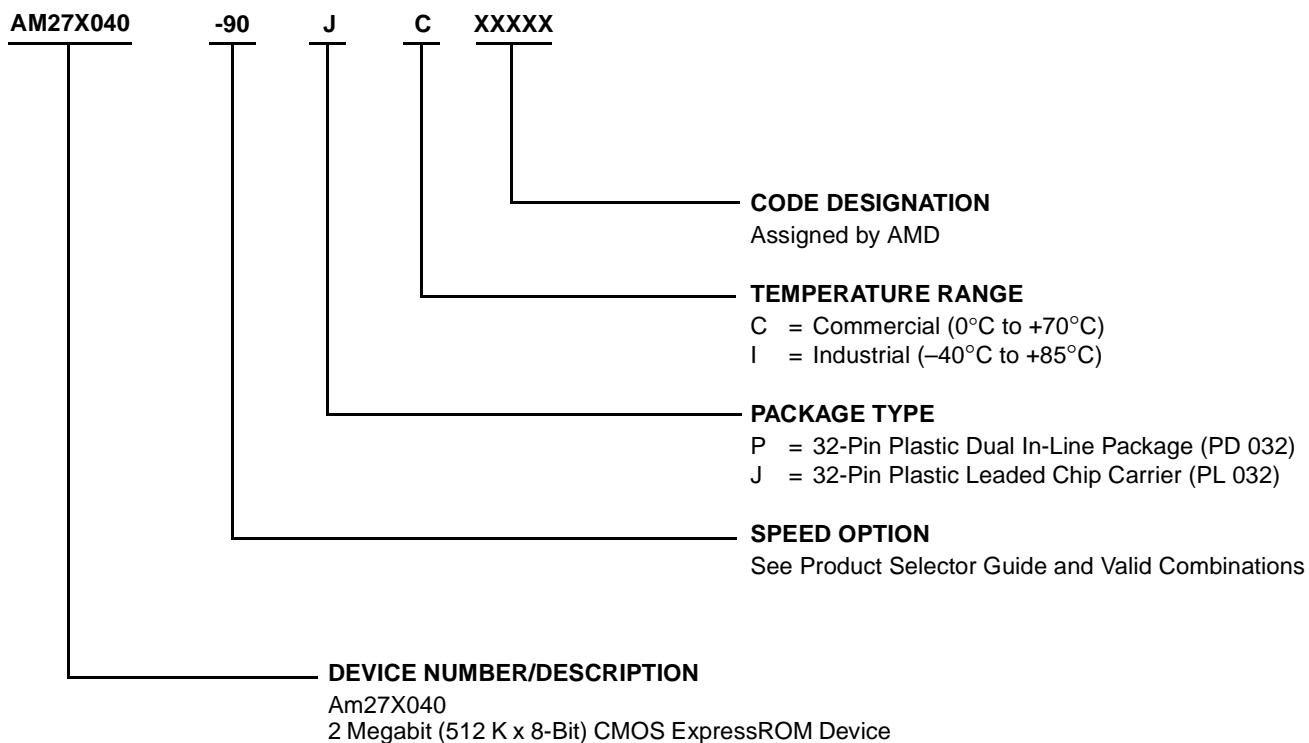 AM27X040 -90 J C XXXXX
CODE DESIGNATION
Assigned by AMD
TEMPERATURE RANGE
C = Commercial (0°C to +70°C)
I = Industrial (–40°C to +85°C)
PACKAGE TYPE
P = 32-Pin Plastic Dual In-Line Package (PD 032)
J = 32-Pin Plastic Leaded Chip Carrier (PL 032)
SPEED OPTION
See Product Selector Guide and Valid Combinations
DEVICE NUMBER/DESCRIPTION
Am27X040
2 Megabit (512 K x 8-Bit) CMOS ExpressROM Device